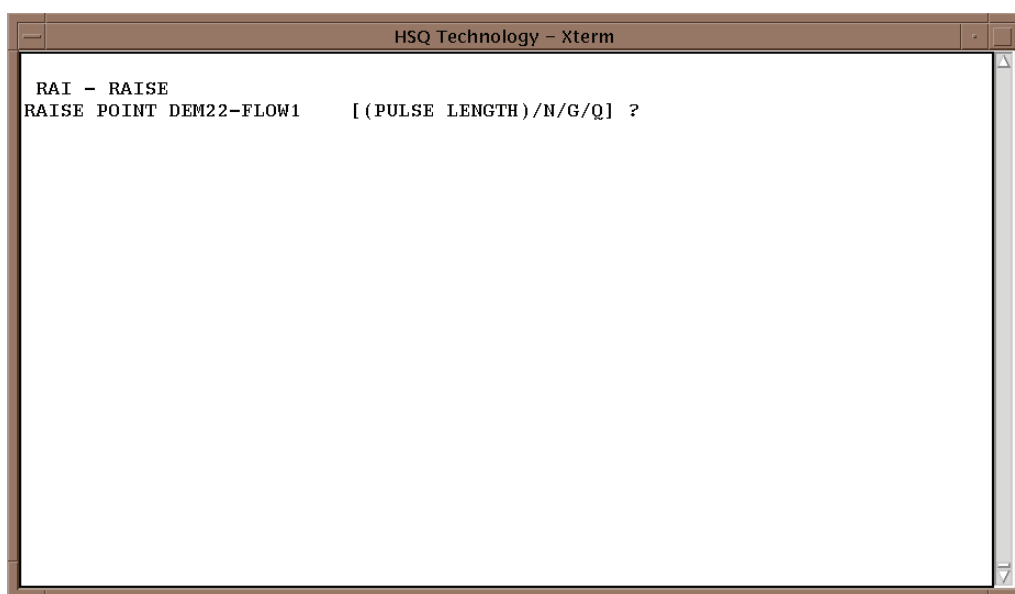 HSQ Technology – Xterm
RAI – RAISE
RAISE POINT DEM22–FLOW1 [(PULSE LENGTH)/N/G/Q] ?